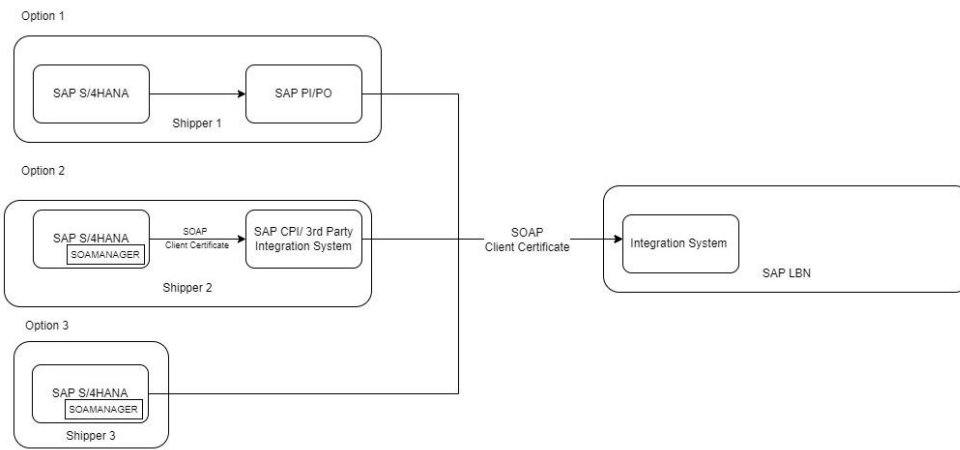 Option 1
SAP S/4HANA
SAP PI/PO
Shipper 1
Option 2
SAP S/4HANA
SOAMANAGER
SOAP
Client Certificate
SAP CPI/ 3rd Party
Integration System
Shipper 2
SOAP
Client Certificate
Integration System
SAP LBN
Option 3
SAP S/4HANA
SOAMANAGER
Shipper 3